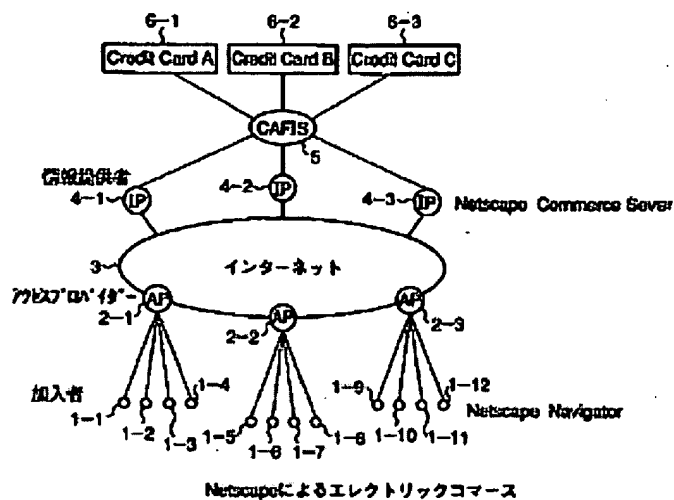 6-1 6-2 6-3
Credit Card A Credit Card B Credit Card C
CAFIS
5
情報提供者
4-1 IP 4-2 IP 4-3 IP Netscape Commerce Sever
3 インターネット
アクセスプロバイダー
AP AP AP
2-1 2-2 2-3
加入者
1-1 1-2 1-3 1-4 1-5 1-6 1-7 1-8 1-9 1-10 1-11 1-12 Netscape Navigator
Netscapeによるエレクトリックコマース